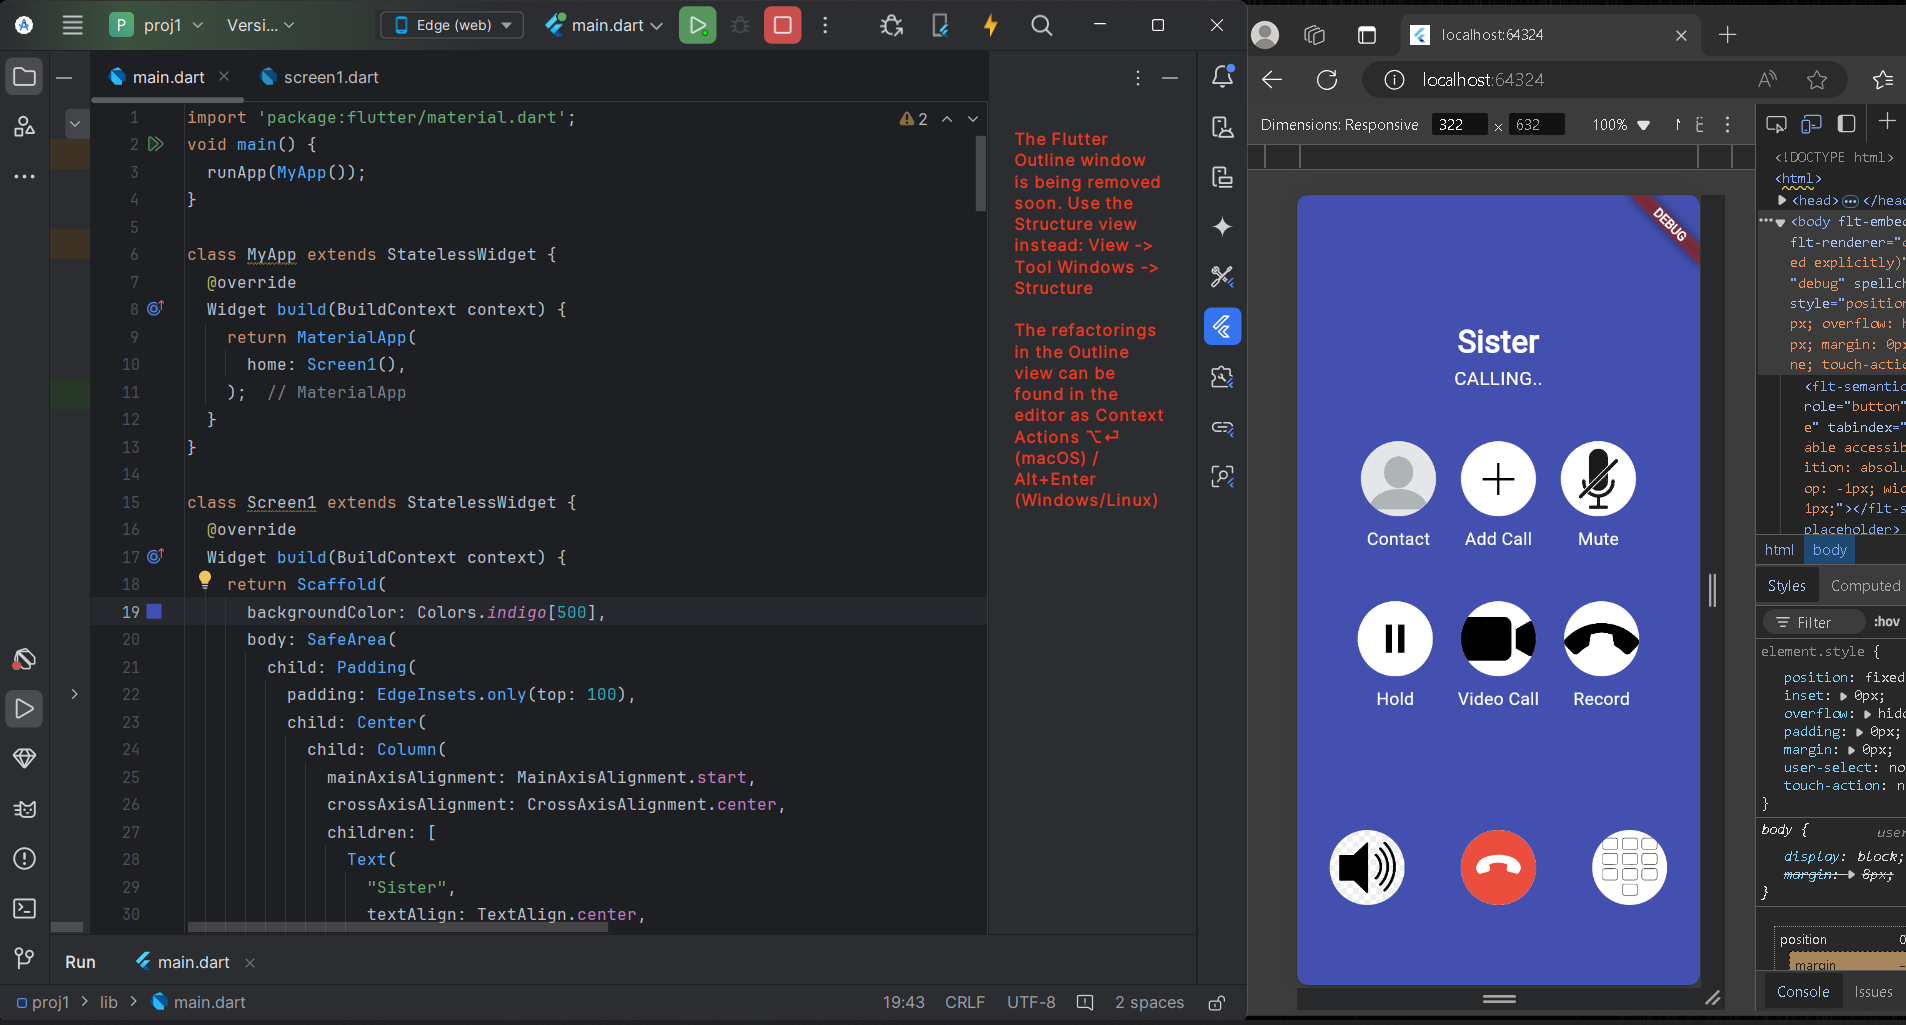 P proj1
Versi...
Edge (web)
main.dart
main.dart
screen1.dart
1 import 'package:flutter/material.dart';
2 void main() {
3 runApp(MyApp());
4 }
5
6 class MyApp extends StatelessWidget {
7 @override
8 Widget build(BuildContext context) {
9 return MaterialApp(
10 home: Screen1(),
11 ); // MaterialApp
12 }
13 }
14
15 class Screen1 extends StatelessWidget {
16 @override
17 Widget build(BuildContext context) {
18 return Scaffold(
19 backgroundColor: Colors.indigo[500],
20 body: SafeArea(
21 child: Padding(
22 padding: EdgeInsets.only(top: 100),
23 child: Center(
24 child: Column(
25 mainAxisAlignment: MainAxisAlignment.start,
26 crossAxisAlignment: CrossAxisAlignment.center,
27 children: [
28 Text(
29 "Sister",
30 textAlign: TextAlign.center,
2
The Flutter
Outline window
is being removed
soon. Use the
Structure view
instead: View ->
Tool Windows ->
Structure
The refactorings
in the Outline
view can be
found in the
editor as Context
Actions ⌥⏎
(macOS) /
Alt+Enter
(Windows/Linux)
Run
main.dart
proj1 > lib > main.dart
19:43 CRLF UTF-8 2 spaces
localhost:64324
localhost:64324
Dimensions: Responsive 322 × 632 100%
DEBUG
Sister
CALLING..
Contact
Add Call
Mute
Hold
Video Call
Record
<!DOCTYPE html>
<html>
<head> ••• </head
<body flt-embe
flt-renderer="c
ed explicitly)"
"debug" spellch
style="position
px; overflow: h
px; margin: 0px
ne; touch-actio
<flt-semantic
role="button"
e" tabindex="
able accessib
ition: absolu
op: -1px; wid
1px;"></flt-s
placeholder>
html body
Styles Computed
Filter :hov
element.style {
position: fixed
inset: 0px;
overflow: hidd
padding: 0px;
margin: 0px;
user-select: no
touch-action: n
}
body { user
display: block;
margin: 8px;
}
position 0
margin
Console Issues